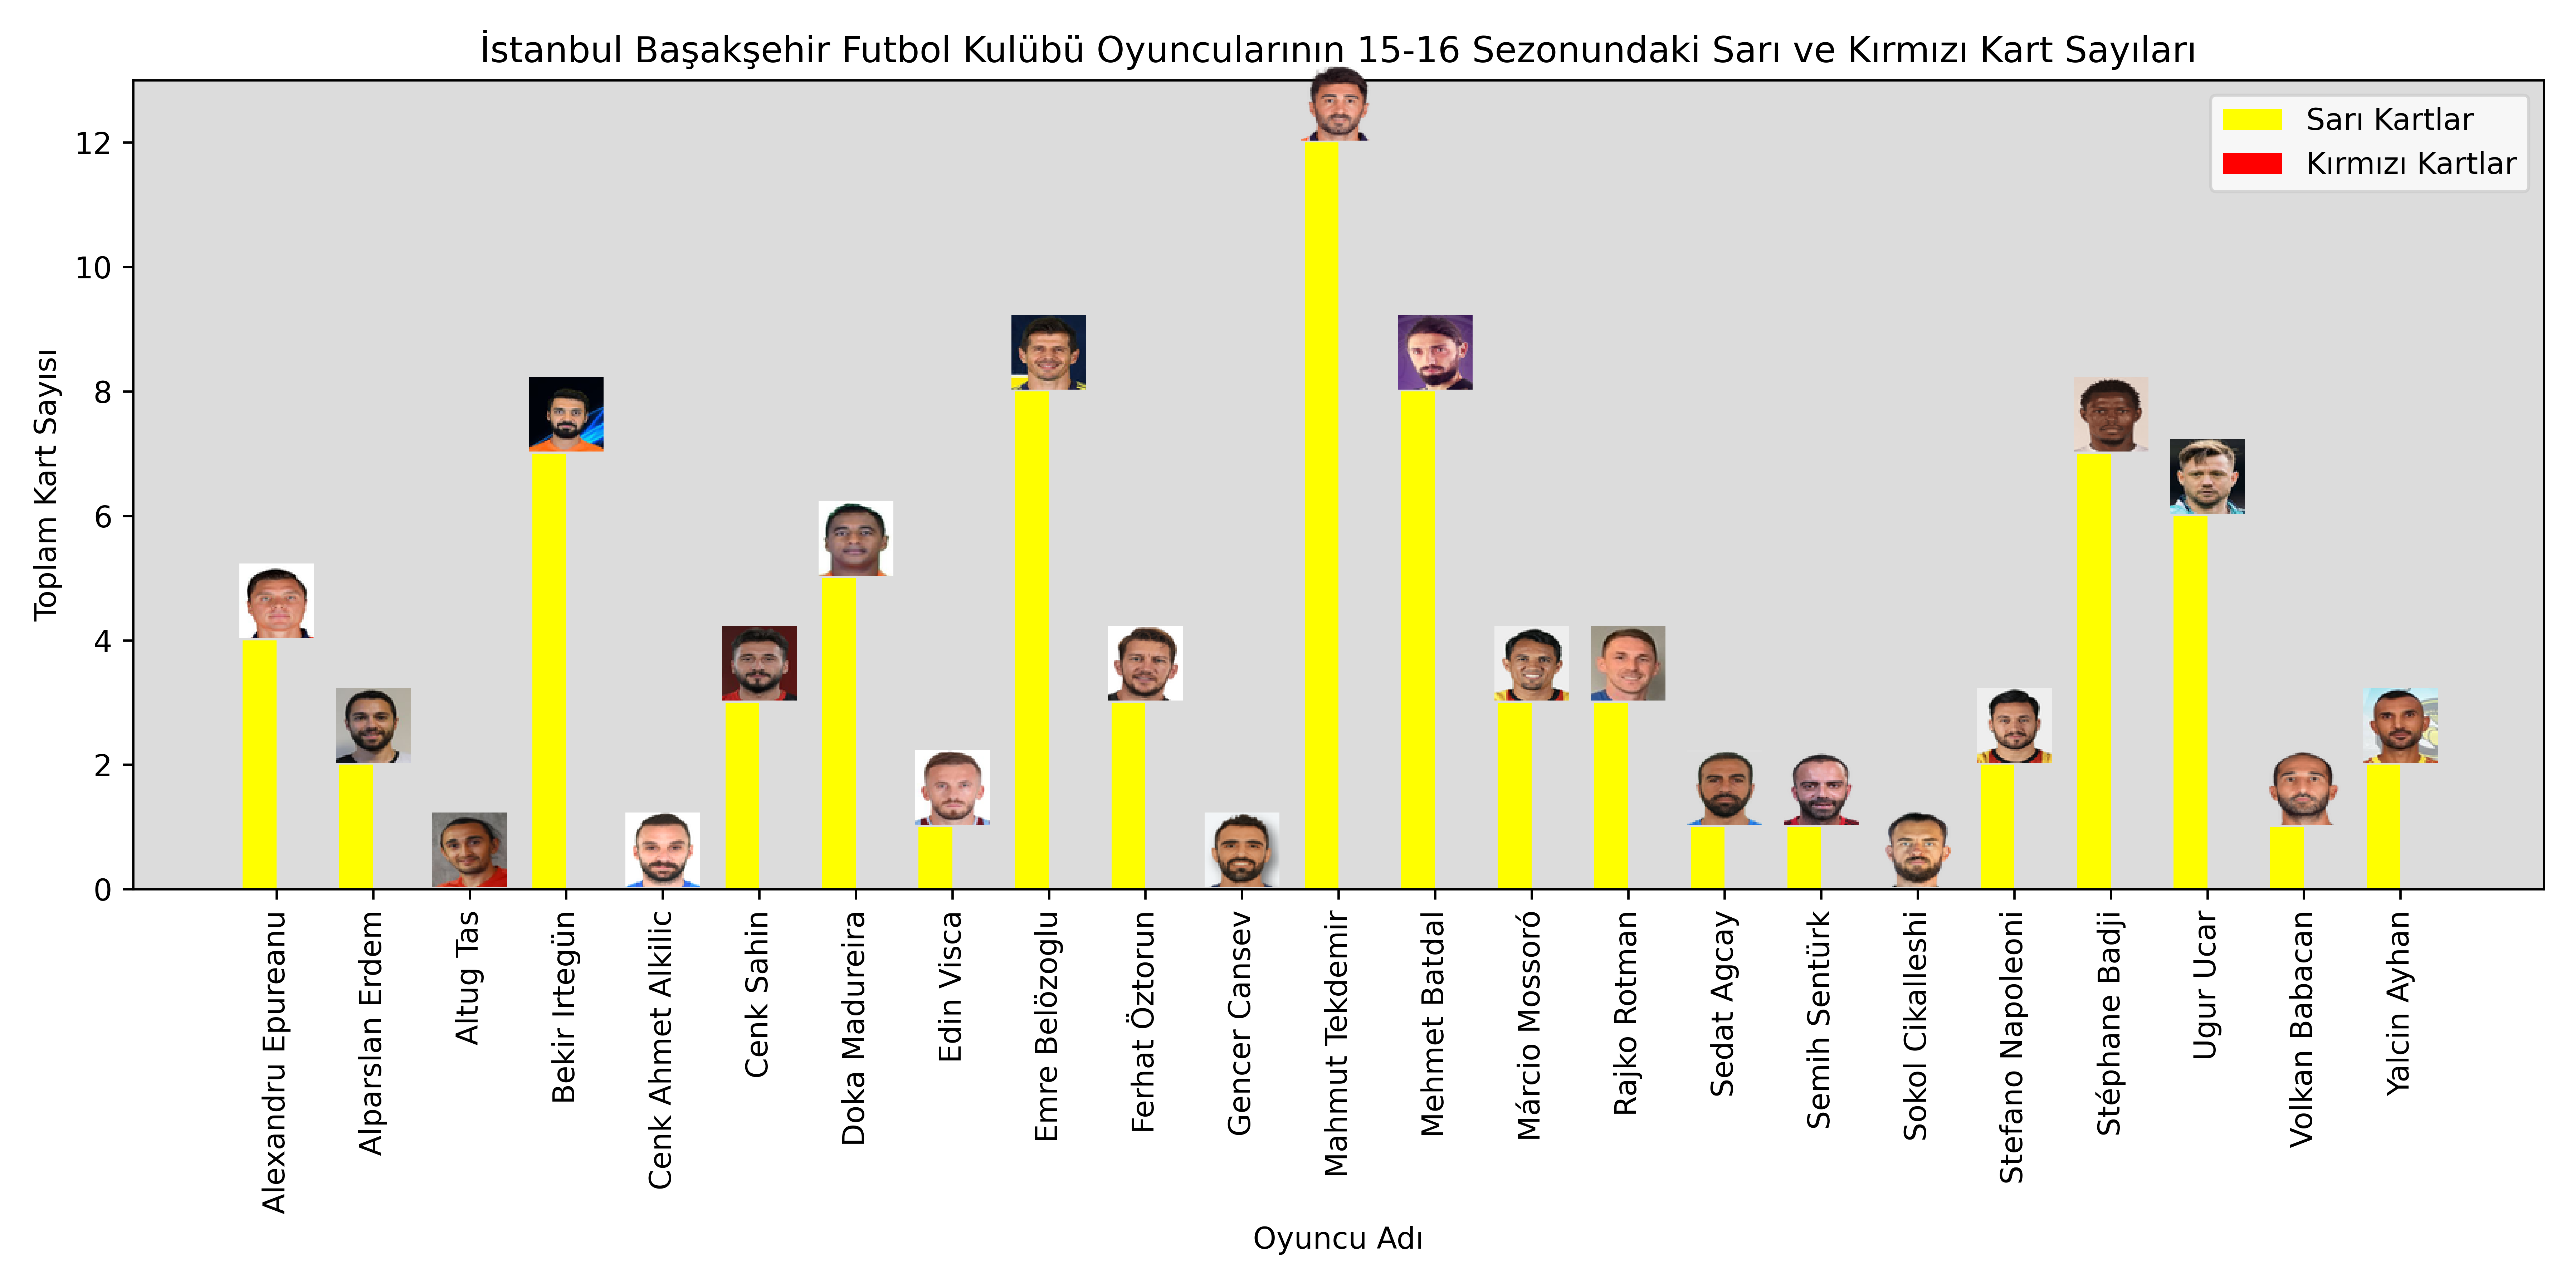 İstanbul Başakşehir Futbol Kulübü Oyuncularının 15-16 Sezonundaki Sarı ve Kırmızı Kart Sayıları
Sarı Kartlar
Kırmızı Kartlar
Toplam Kart Sayısı
12
10
8
6
4
2
0
Alexandru Epureanu
Alparslan Erdem
Altug Tas
Bekir Irtegün
Cenk Ahmet Alkilic
Cenk Sahin
Doka Madureira
Edin Visca
Emre Belözoglu
Ferhat Öztorun
Gencer Cansev
Mahmut Tekdemir
Mehmet Batdal
Márcio Mossoró
Rajko Rotman
Sedat Agcay
Semih Sentürk
Sokol Cikalleshi
Stefano Napoleoni
Stéphane Badji
Ugur Ucar
Volkan Babacan
Yalcin Ayhan
Oyuncu Adı